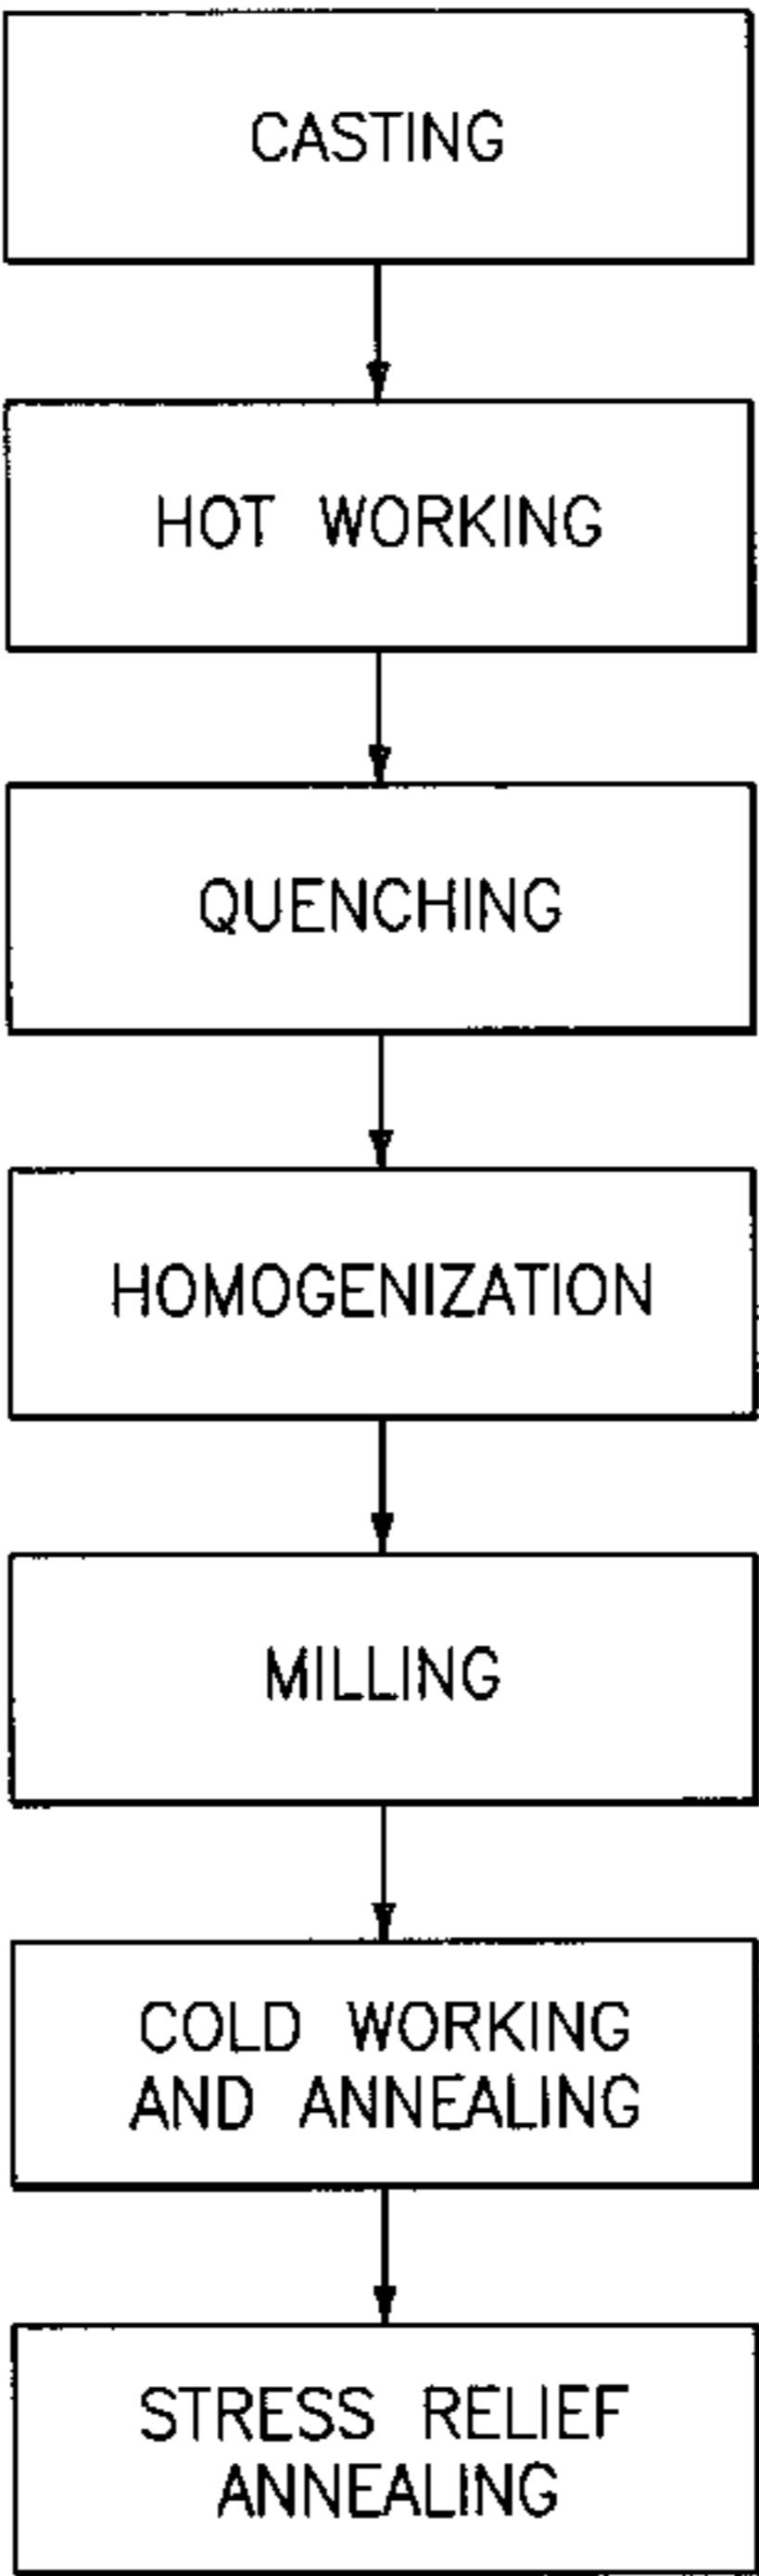 CASTING
HOT WORKING
QUENCHING
HOMOGENIZATION
MILLING
COLD WORKING
AND ANNEALING
STRESS RELIEF
ANNEALING